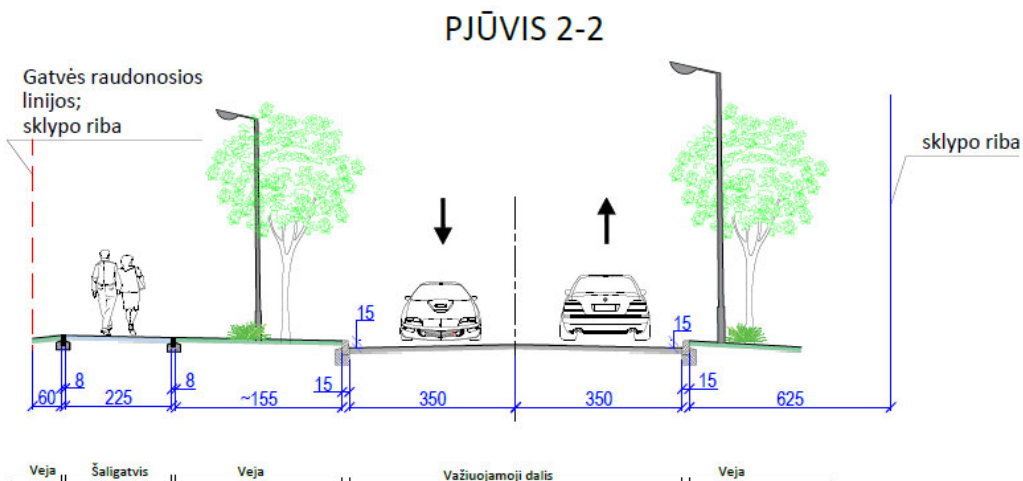 PJŪVIS 2-2
Gatvės raudonosios
linijos;
sklypo riba
sklypo riba
15
15
60
8
225
8
~155
15
350
350
15
625
Veja
Šaligatvis
Veja
Važiuojamoji dalis
Veja